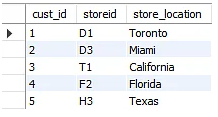 cust_id storeid store_location
1 D1 Toronto
2 D3 Miami
3 T1 California
4 F2 Florida
5 H3 Texas